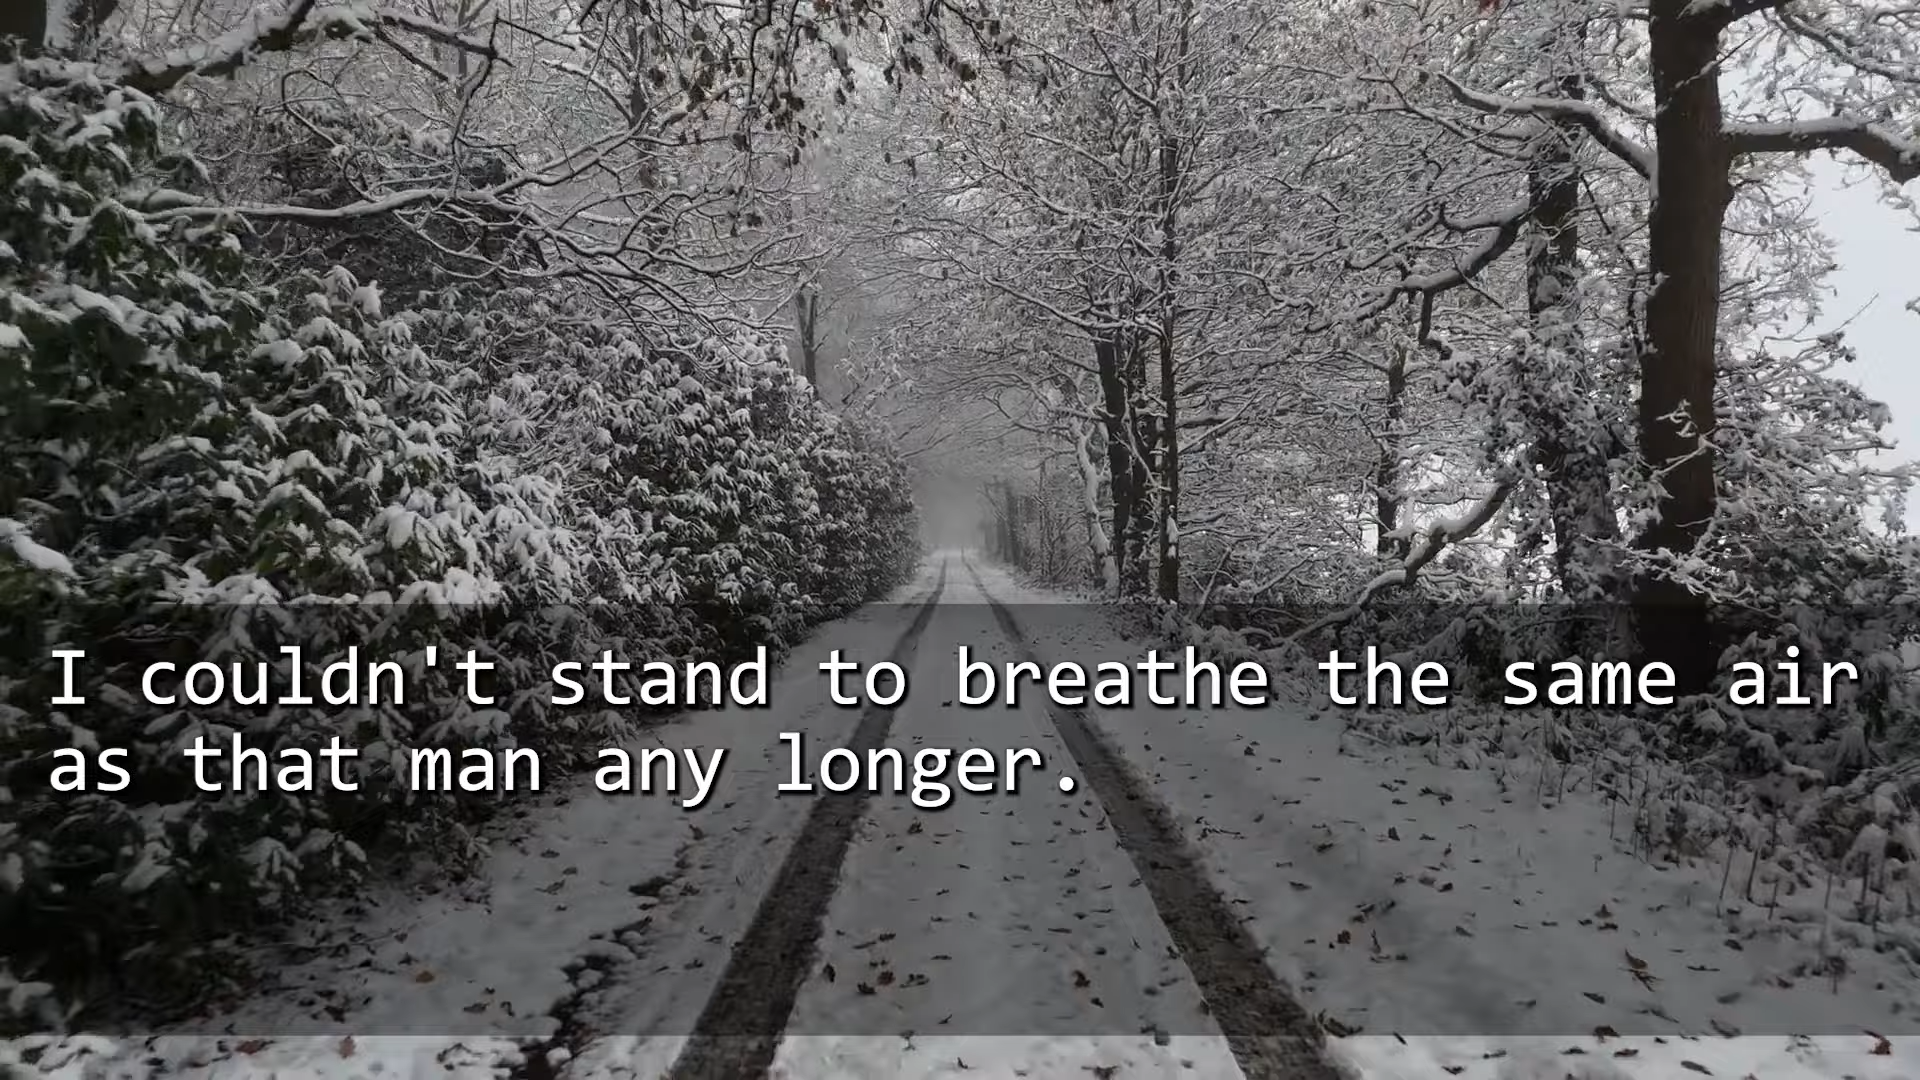 I couldn't stand to breathe the same air
as that man any longer.